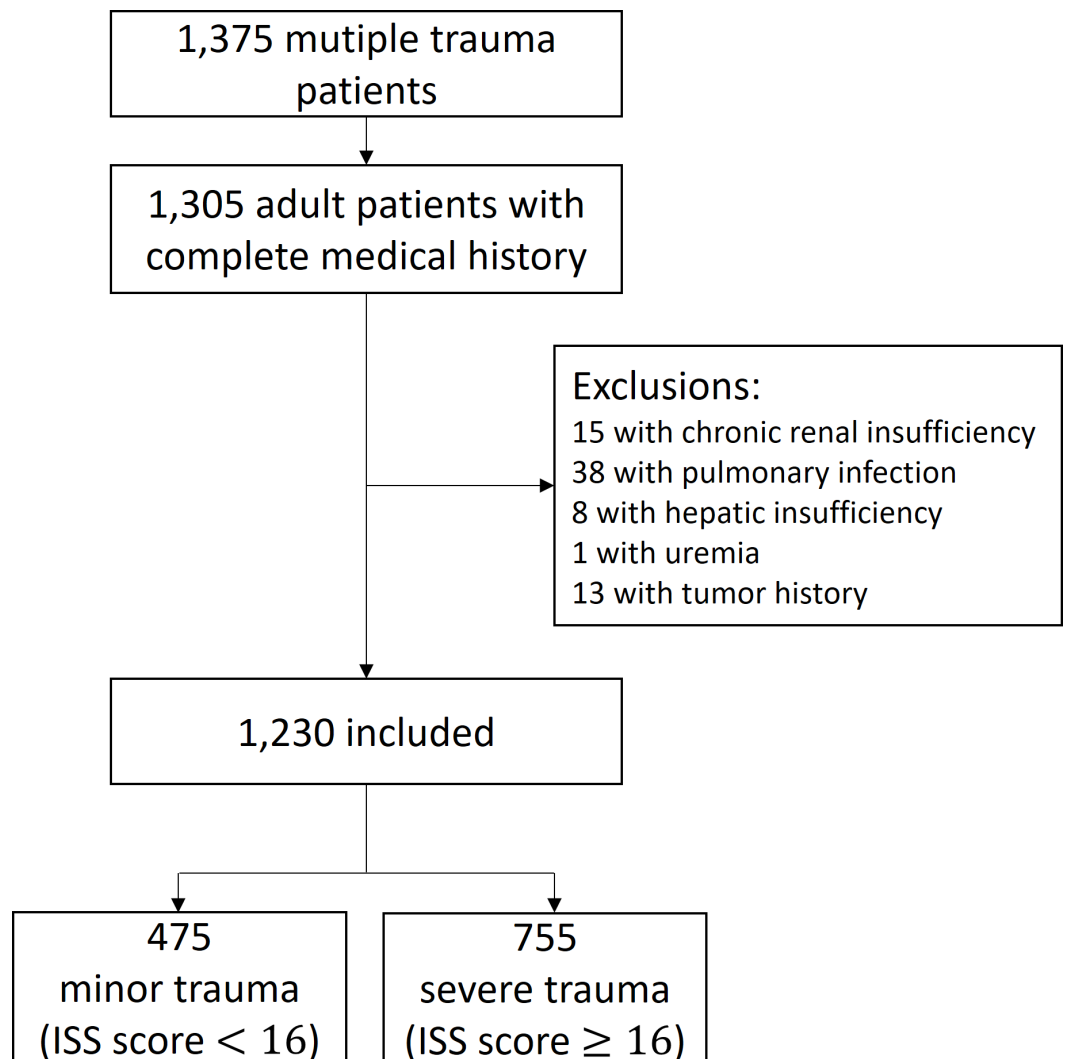 1,375 mutiple trauma
patients
1,305 adult patients with
complete medical history
Exclusions:
15 with chronic renal insufficiency
38 with pulmonary infection
8 with hepatic insufficiency
1 with uremia
13 with tumor history
1,230 included
475
minor trauma
(ISS score < 16)
755
severe trauma
(ISS score ≥ 16)